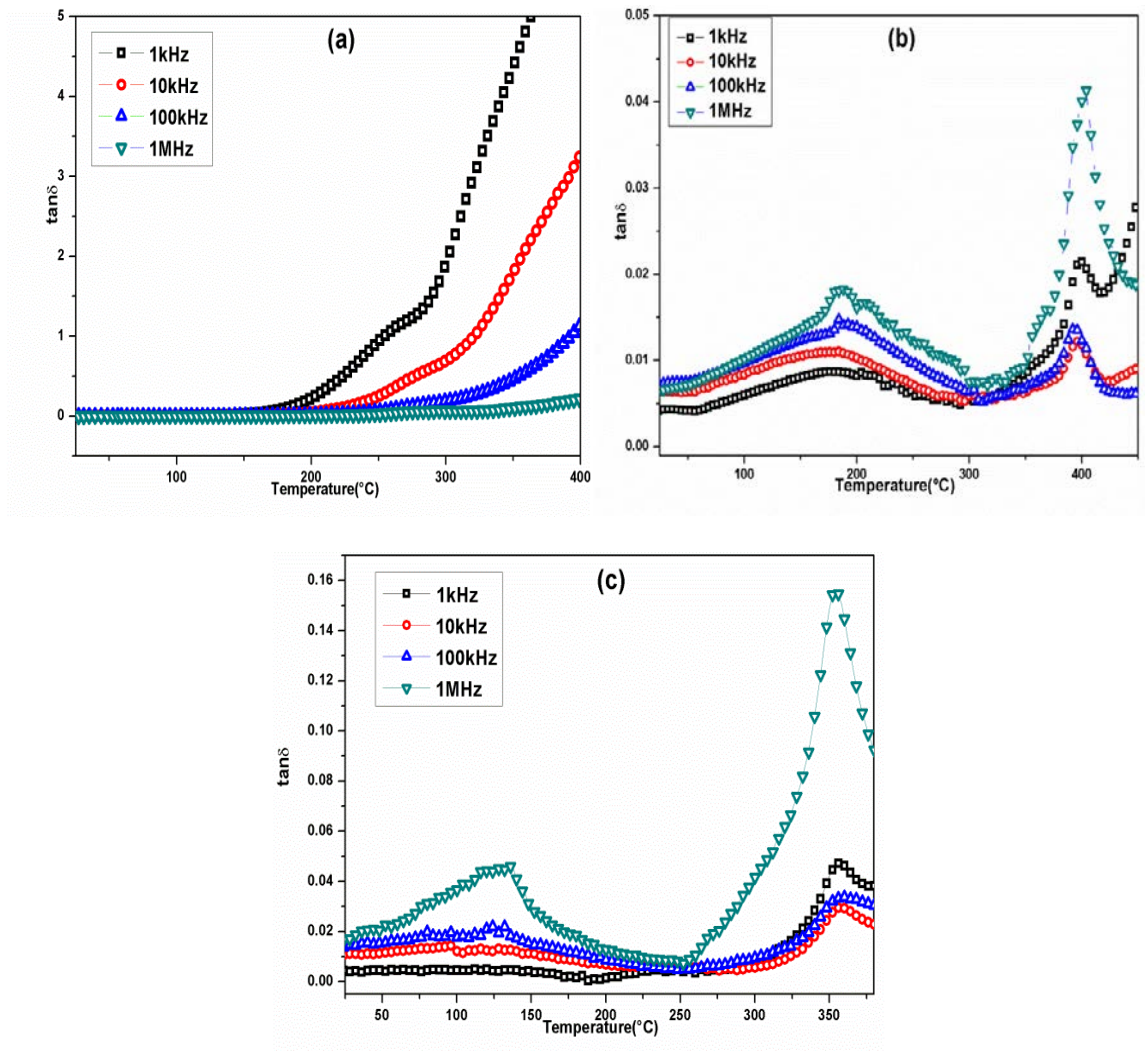 (a)
1kHz
10kHz
100kHz
1MHz
tanδ
5
4
3
2
1
0
100
200
300
400
Temperature(°C)
(b)
1kHz
10kHz
100kHz
1MHz
tanδ
0.05
0.04
0.03
0.02
0.01
0.00
100
200
300
400
Temperature(°C)
(c)
1kHz
10kHz
100kHz
1MHz
tanδ
0.16
0.14
0.12
0.10
0.08
0.06
0.04
0.02
0.00
50
100
150
200
250
300
350
Temperature(°C)